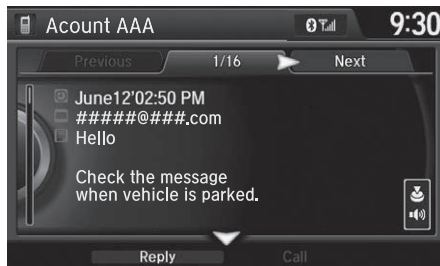 Acount AAA
9:30
Previous
1/16
Next
June12'02:50 PM
#####@###.com
Hello
Check the message
when vehicle is parked.
Reply
Call